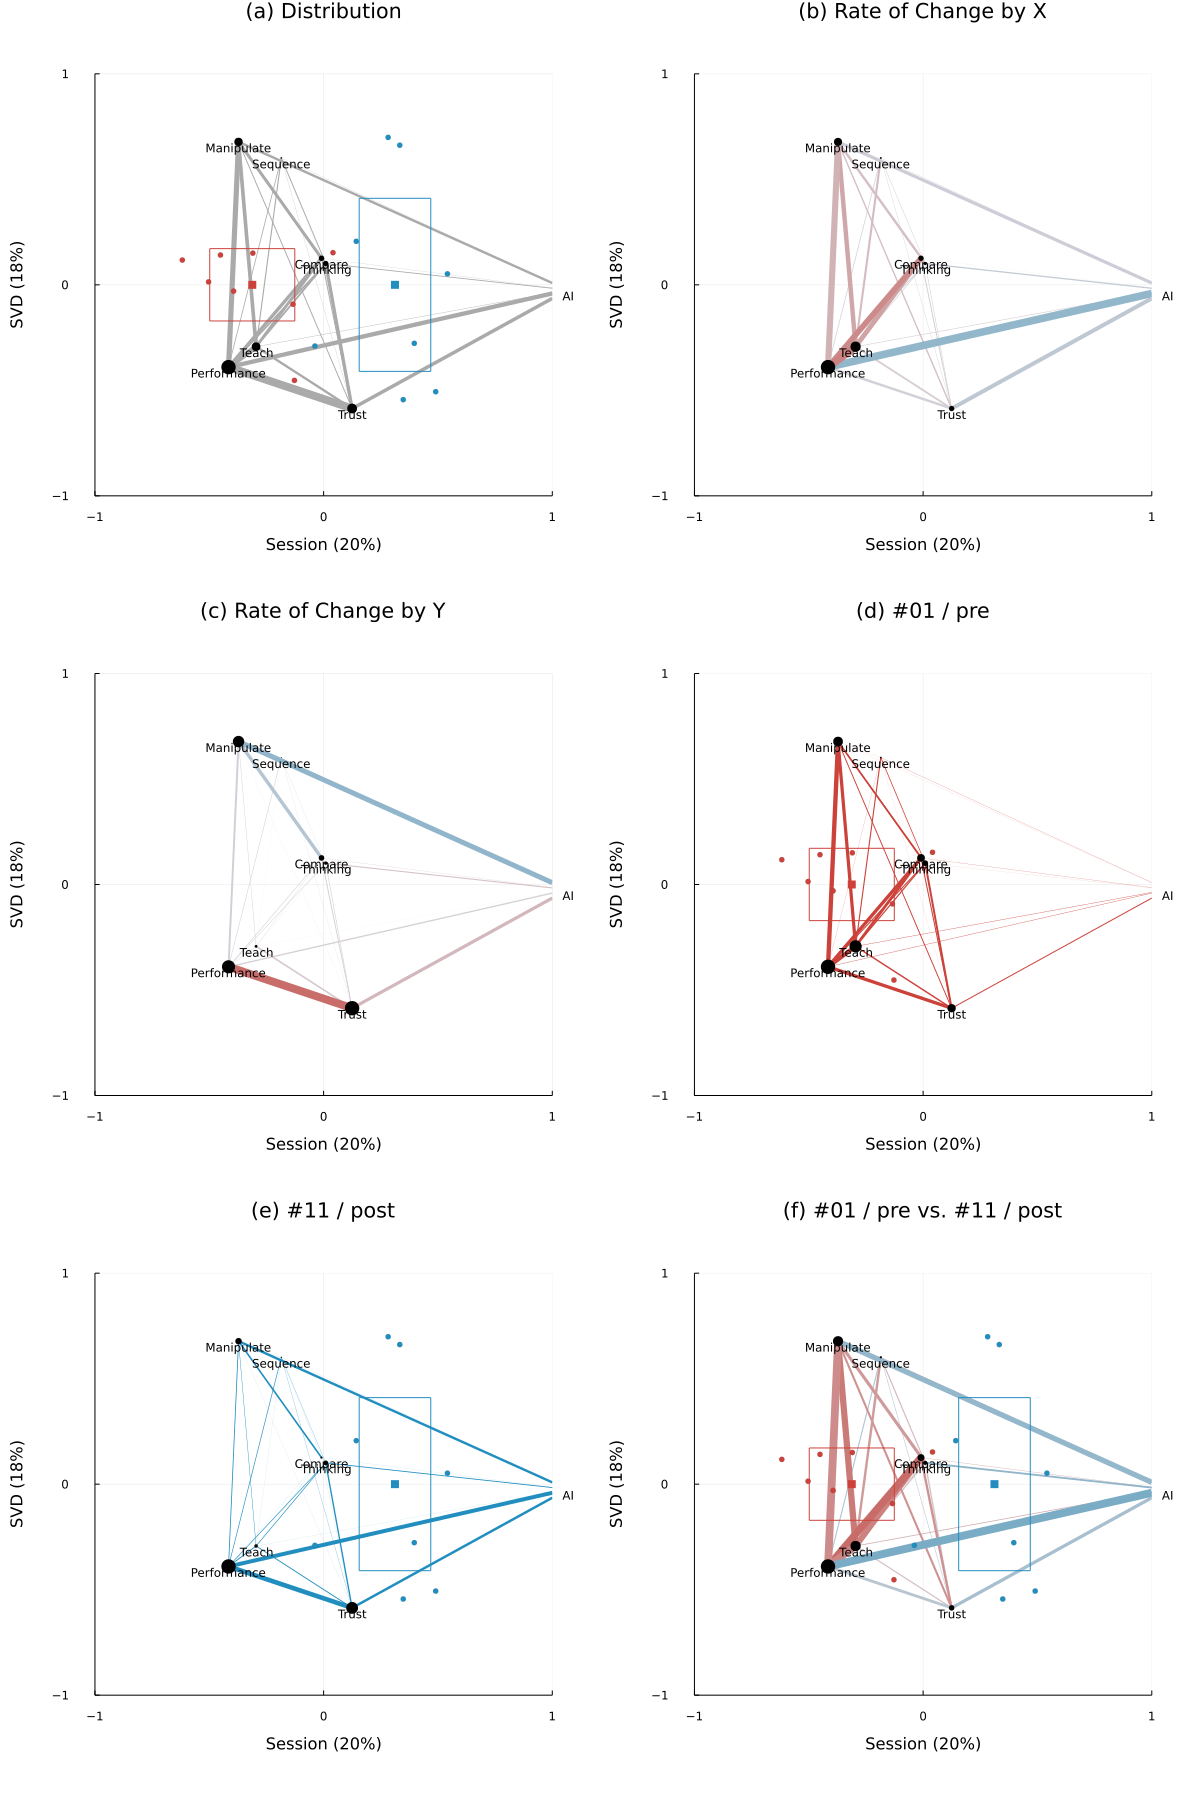 (a) Distribution
1
0
−1
−1
0
1
SVD (18%)
Session (20%)
Manipulate
Sequence
Compare
Thinking
AI
Teach
Performance
Trust
(b) Rate of Change by X
1
0
−1
−1
0
1
SVD (18%)
Session (20%)
Manipulate
Sequence
Compare
Thinking
AI
Teach
Performance
Trust
(c) Rate of Change by Y
1
0
−1
−1
0
1
SVD (18%)
Session (20%)
Manipulate
Sequence
Compare
Thinking
AI
Teach
Performance
Trust
(d) #01 / pre
1
0
−1
−1
0
1
SVD (18%)
Session (20%)
Manipulate
Sequence
Compare
Thinking
AI
Teach
Performance
Trust
(e) #11 / post
1
0
−1
−1
0
1
SVD (18%)
Session (20%)
Manipulate
Sequence
Compare
Thinking
AI
Teach
Performance
Trust
(f) #01 / pre vs. #11 / post
1
0
−1
−1
0
1
SVD (18%)
Session (20%)
Manipulate
Sequence
Compare
Thinking
AI
Teach
Performance
Trust